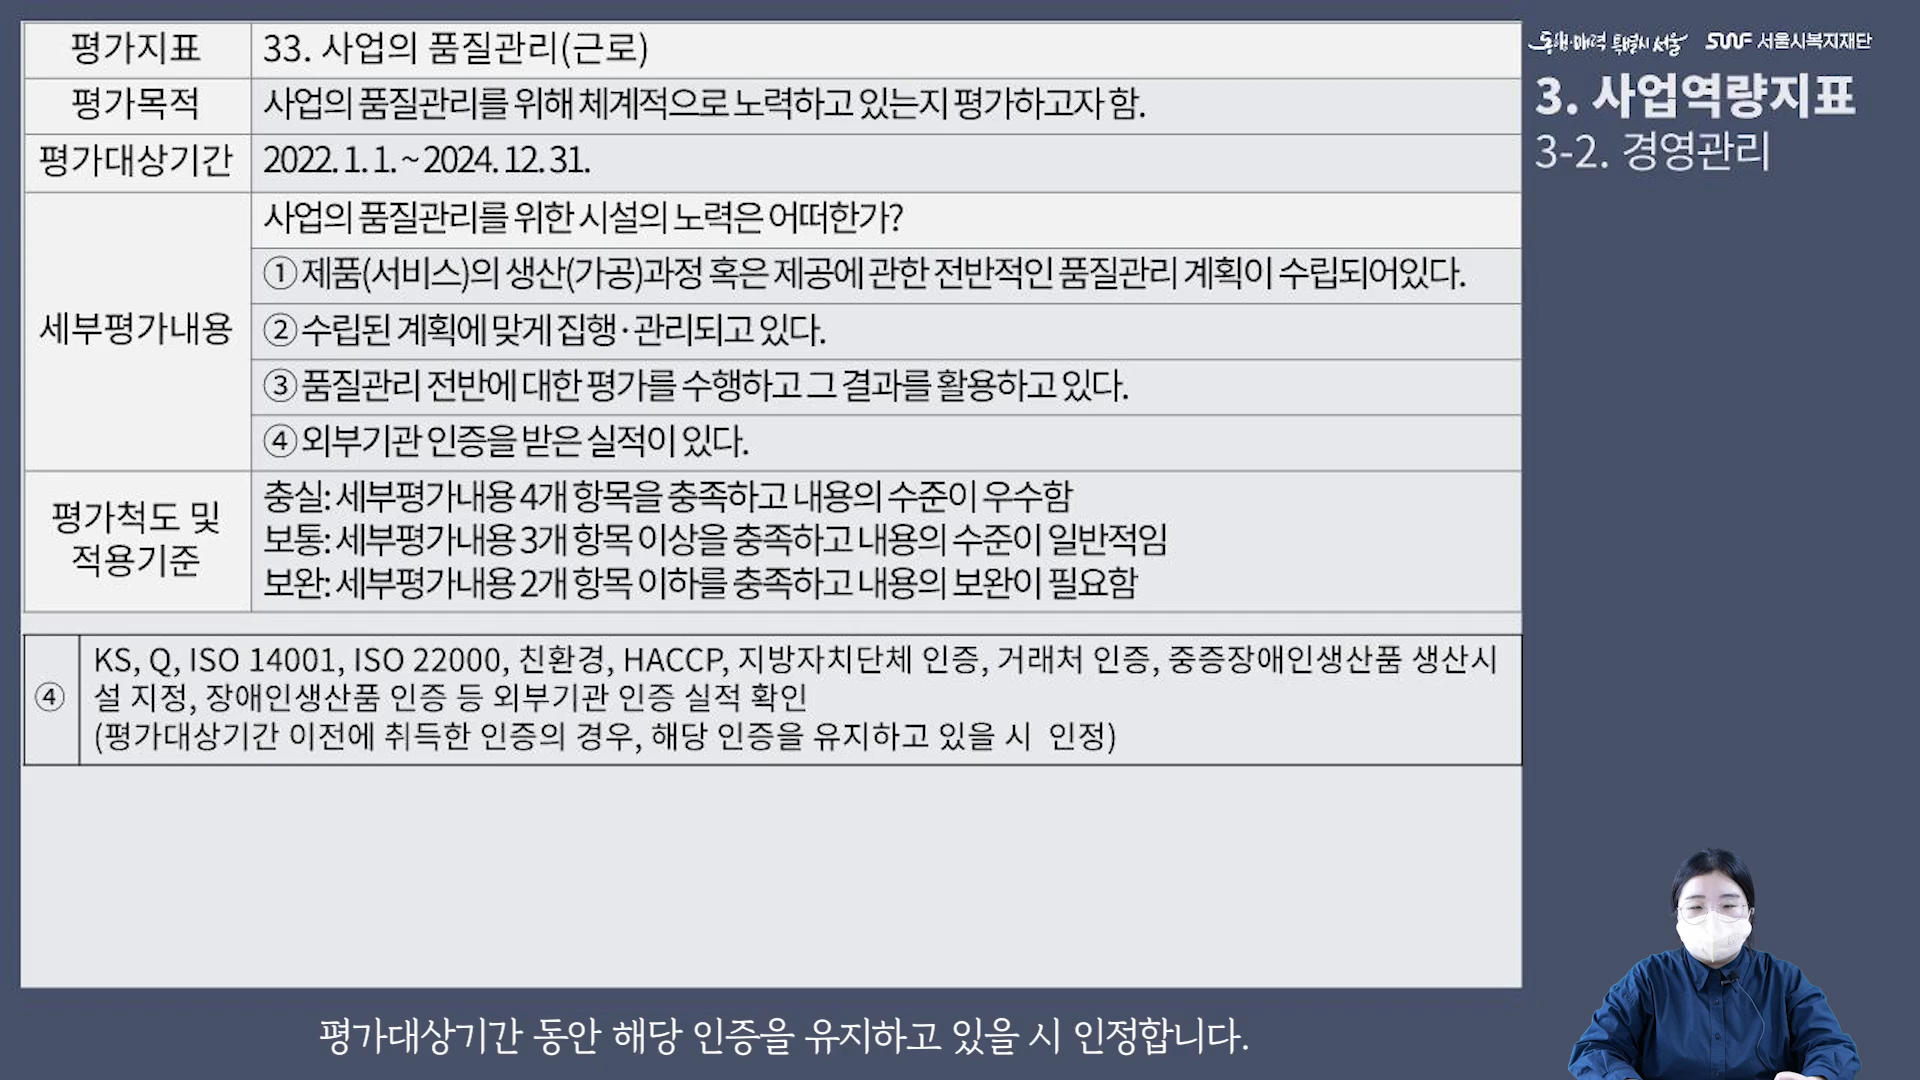 평가지표
33. 사업의 품질관리(근로)
평가목적
사업의 품질관리를 위해 체계적으로 노력하고 있는지 평가하고자 함.
평가대상기간
2022. 1. 1. ~ 2024. 12. 31.
세부평가내용
사업의 품질관리를 위한 시설의 노력은 어떠한가?
① 제품(서비스)의 생산(가공)과정 혹은 제공에 관한 전반적인 품질관리 계획이 수립되어있다.
② 수립된 계획에 맞게 집행·관리되고 있다.
③ 품질관리 전반에 대한 평가를 수행하고 그 결과를 활용하고 있다.
④ 외부기관 인증을 받은 실적이 있다.
평가척도 및
적용기준
충실: 세부평가내용 4개 항목을 충족하고 내용의 수준이 우수함
보통: 세부평가내용 3개 항목 이상을 충족하고 내용의 수준이 일반적임
보완: 세부평가내용 2개 항목 이하를 충족하고 내용의 보완이 필요함
④
KS, Q, ISO 14001, ISO 22000, 친환경, HACCP, 지방자치단체 인증, 거래처 인증, 중증장애인생산품 생산시
설 지정, 장애인생산품 인증 등 외부기관 인증 실적 확인
(평가대상기간 이전에 취득한 인증의 경우, 해당 인증을 유지하고 있을 시 인정)
동행·매력 특별시 서울 SWF 서울시복지재단
3. 사업역량지표
3-2. 경영관리
평가대상기간 동안 해당 인증을 유지하고 있을 시 인정합니다.